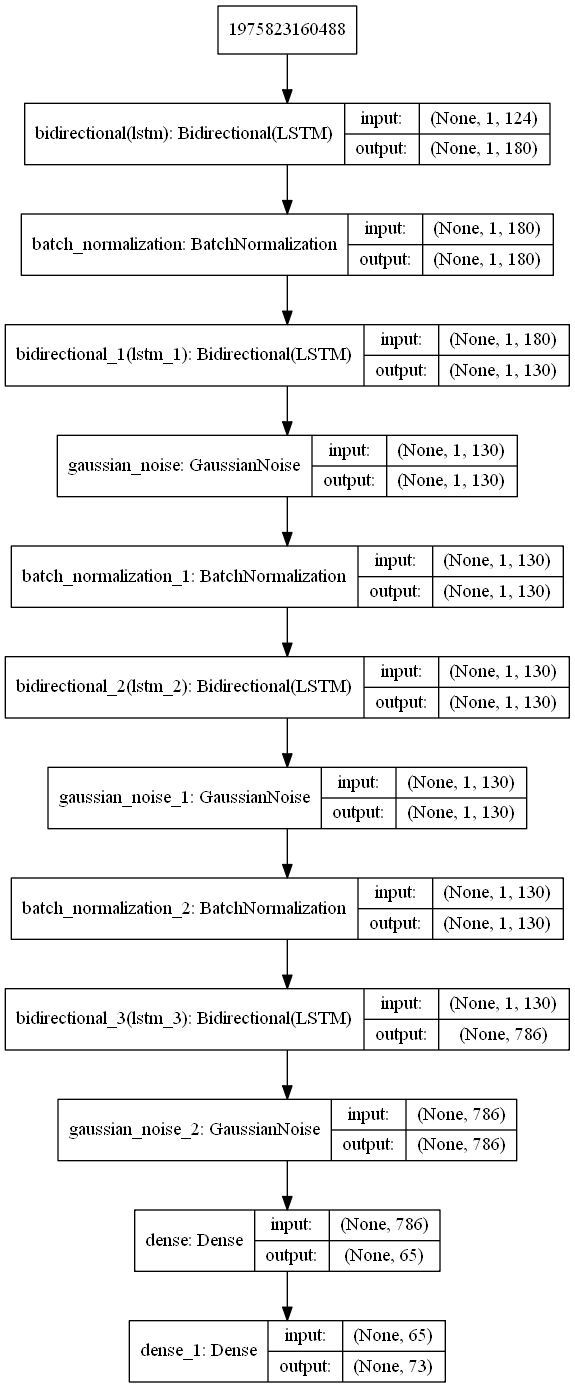 1975823160488
bidirectional(lstm): Bidirectional(LSTM)
input: (None, 1, 124)
output: (None, 1, 180)
batch_normalization: BatchNormalization
input: (None, 1, 180)
output: (None, 1, 180)
bidirectional_1(lstm_1): Bidirectional(LSTM)
input: (None, 1, 180)
output: (None, 1, 130)
gaussian_noise: GaussianNoise
input: (None, 1, 130)
output: (None, 1, 130)
batch_normalization_1: BatchNormalization
input: (None, 1, 130)
output: (None, 1, 130)
bidirectional_2(lstm_2): Bidirectional(LSTM)
input: (None, 1, 130)
output: (None, 1, 130)
gaussian_noise_1: GaussianNoise
input: (None, 1, 130)
output: (None, 1, 130)
batch_normalization_2: BatchNormalization
input: (None, 1, 130)
output: (None, 1, 130)
bidirectional_3(lstm_3): Bidirectional(LSTM)
input: (None, 1, 130)
output: (None, 786)
gaussian_noise_2: GaussianNoise
input: (None, 786)
output: (None, 786)
dense: Dense
input: (None, 786)
output: (None, 65)
dense_1: Dense
input: (None, 65)
output: (None, 73)